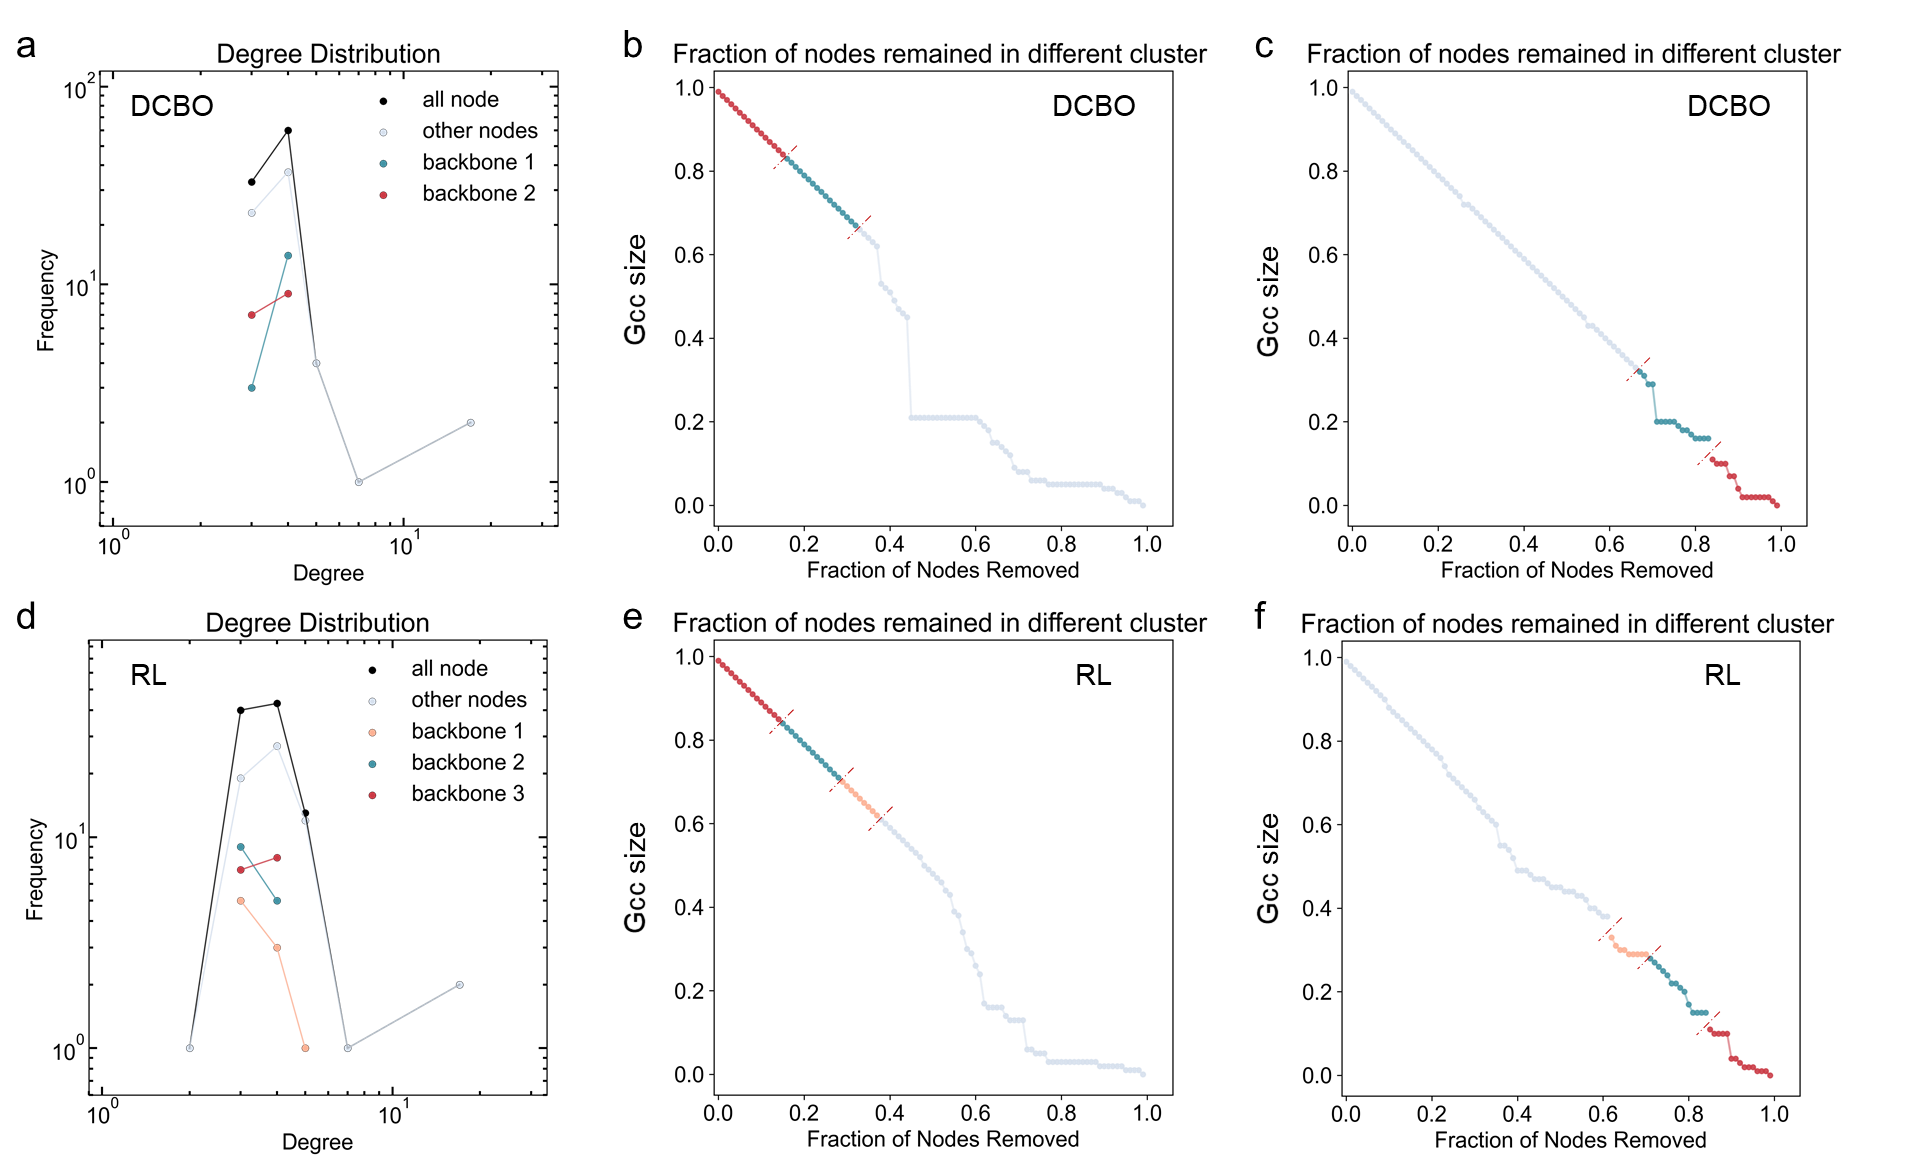 a
Degree Distribution
DCBO
all node
other nodes
backbone 1
backbone 2
10^2
10^1
10^0
10^0
10^1
Frequency
Degree
b
Fraction of nodes remained in different cluster
DCBO
1.0
0.8
0.6
0.4
0.2
0.0
0.0 0.2 0.4 0.6 0.8 1.0
Gcc size
Fraction of Nodes Removed
c
Fraction of nodes remained in different cluster
DCBO
1.0
0.8
0.6
0.4
0.2
0.0
0.0 0.2 0.4 0.6 0.8 1.0
Gcc size
Fraction of Nodes Removed
d
Degree Distribution
RL
all node
other nodes
backbone 1
backbone 2
backbone 3
10^1
10^0
10^0
10^1
Frequency
Degree
e
Fraction of nodes remained in different cluster
RL
1.0
0.8
0.6
0.4
0.2
0.0
0.0 0.2 0.4 0.6 0.8 1.0
Gcc size
Fraction of Nodes Removed
f
Fraction of nodes remained in different cluster
RL
1.0
0.8
0.6
0.4
0.2
0.0
0.0 0.2 0.4 0.6 0.8 1.0
Gcc size
Fraction of Nodes Removed